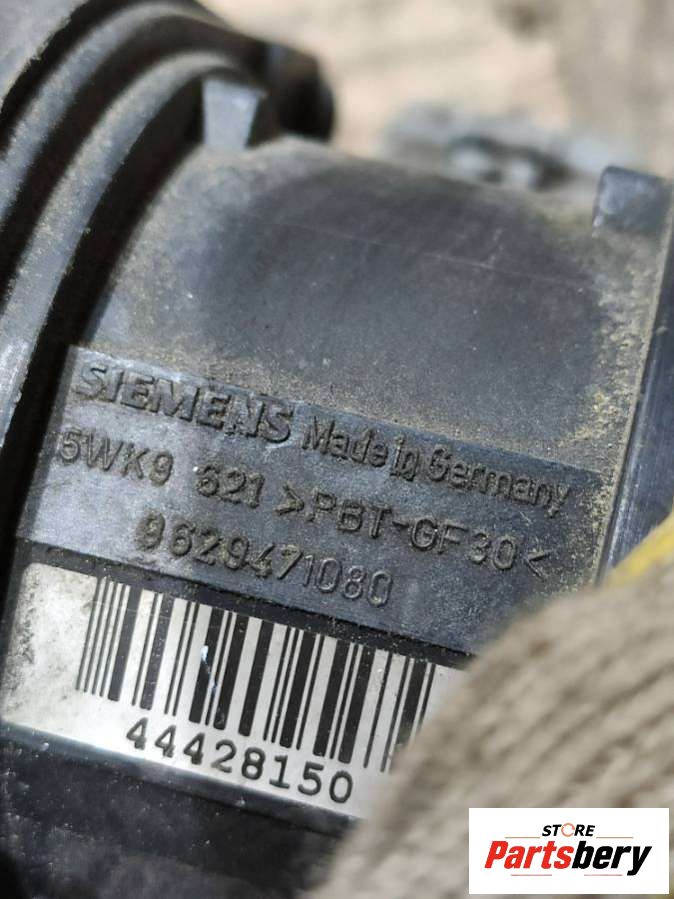 SIEMENS Made in Germany
5WK9 621 >PBT-GF30<
9629471080
44428150
STORE
Partsbery